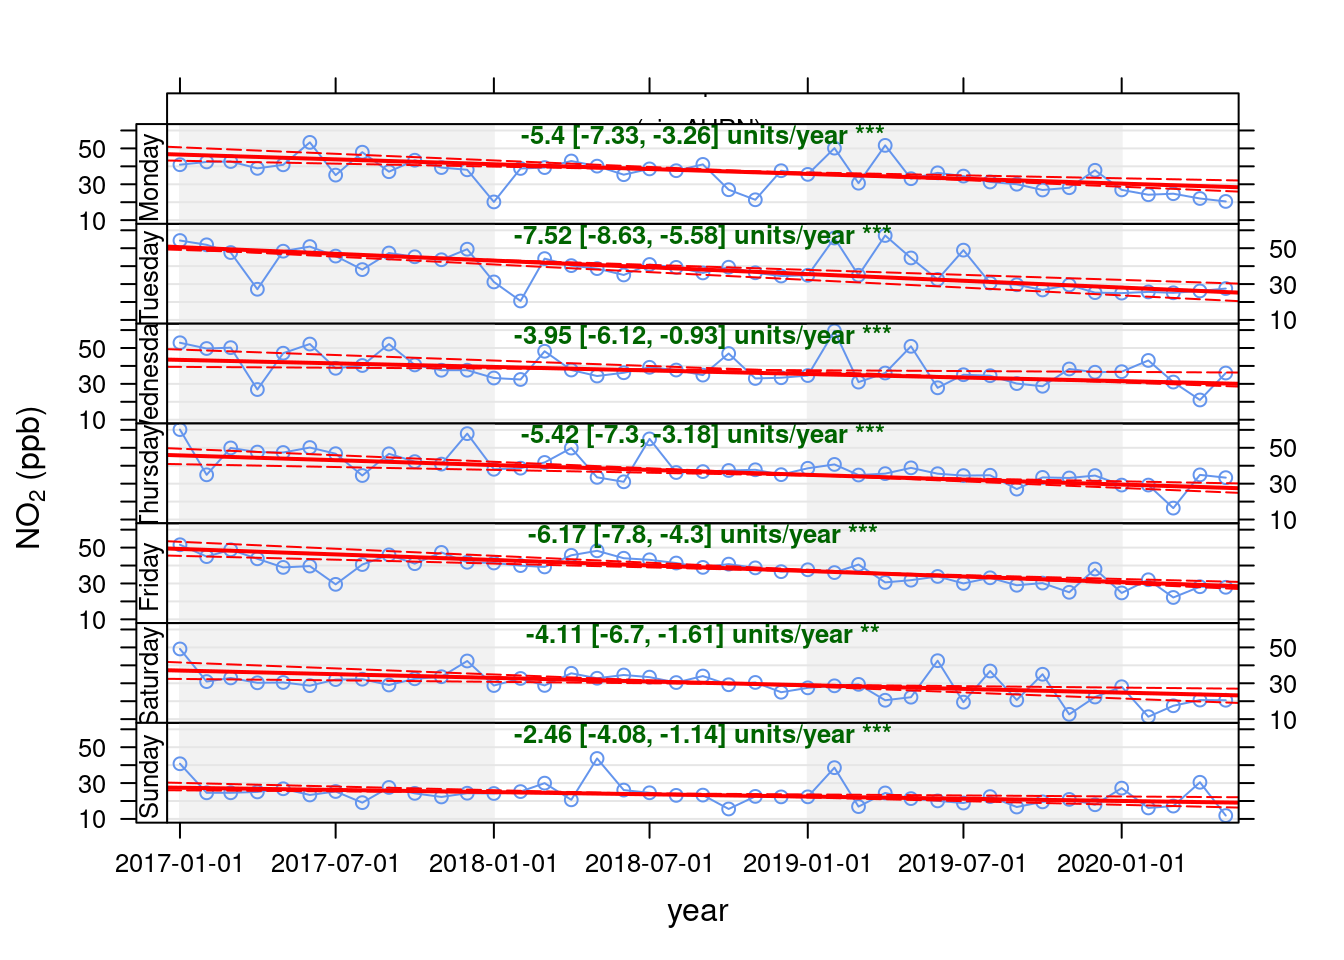 -5.4 [-7.33, -3.26] units/year ***
Monday
50
30
10
-7.52 [-8.63, -5.58] units/year ***
Tuesday
50
30
10
-3.95 [-6.12, -0.93] units/year ***
ednesda
50
30
10
-5.42 [-7.3, -3.18] units/year ***
Thursday
50
30
10
-6.17 [-7.8, -4.3] units/year ***
Friday
50
30
10
-4.11 [-6.7, -1.61] units/year **
Saturday
50
30
10
-2.46 [-4.08, -1.14] units/year ***
Sunday
50
30
10
NO₂ (ppb)
2017-01-01 2017-07-01 2018-01-01 2018-07-01 2019-01-01 2019-07-01 2020-01-01
year